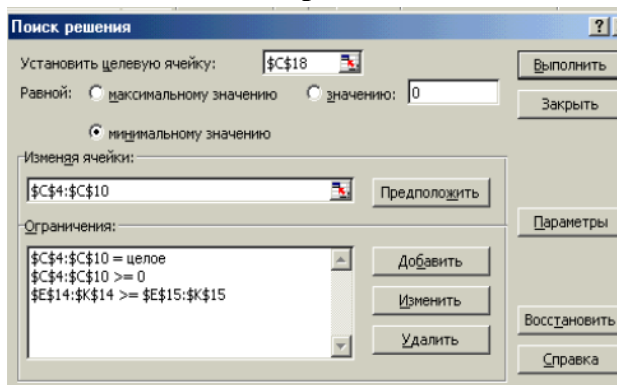 Поиск решения
Установить целевую ячейку: $C$18 Выполнить
Равной: максимальному значению значению: 0 Закрыть
минимальному значению
Изменяя ячейки:
$C$4:$C$10 Предположить
Ограничения: Параметры
$C$4:$C$10 = целое Добавить
$C$4:$C$10 >= 0
$E$14:$K$14 >= $E$15:$K$15 Изменить
Восстановить
Удалить
Справка